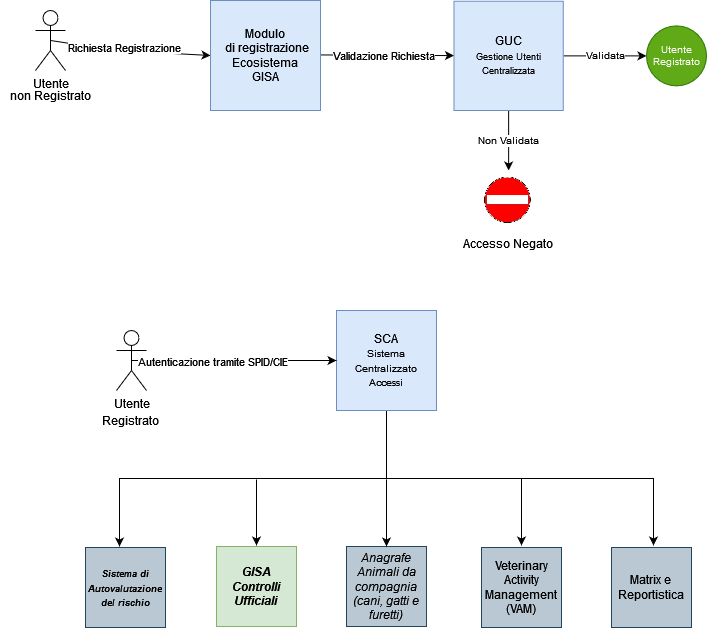 Utente
non Registrato
Richiesta Registrazione
Modulo
di registrazione
Ecosistema
GISA
Validazione Richiesta
GUC
Gestione Utenti
Centralizzata
Validata
Utente
Registrato
Non Validata
Accesso Negato
Utente
Registrato
Autenticazione tramite SPID/CIE
SCA
Sistema
Centralizzato
Accessi
Sistema di
Autovalutazione
del rischio
GISA
Controlli
Ufficiali
Anagrafe
Animali da
compagnia
(cani, gatti e
furetti)
Veterinary
Activity
Management
(VAM)
Matrix e
Reportistica